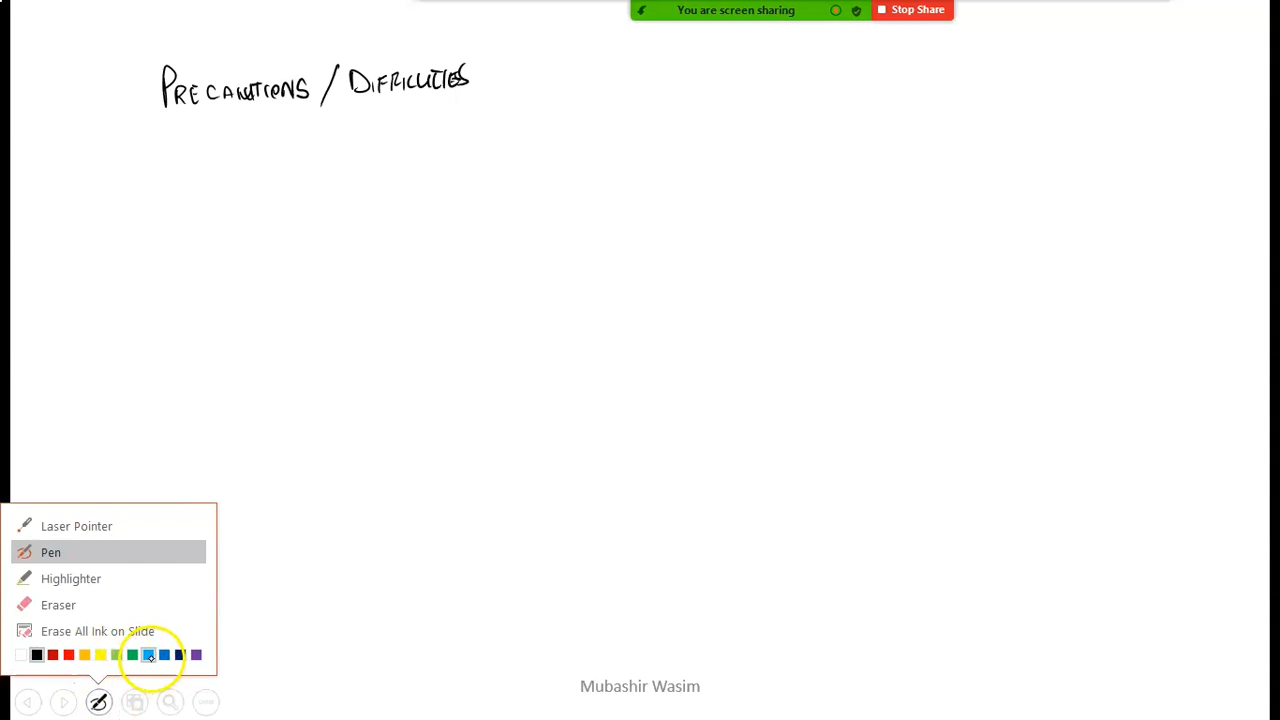 You are screen sharing Stop Share
PRECAUTIONS / DIFFICULTIES
Laser Pointer
Pen
Highlighter
Eraser
Erase All Ink on Slide
Mubashir Wasim